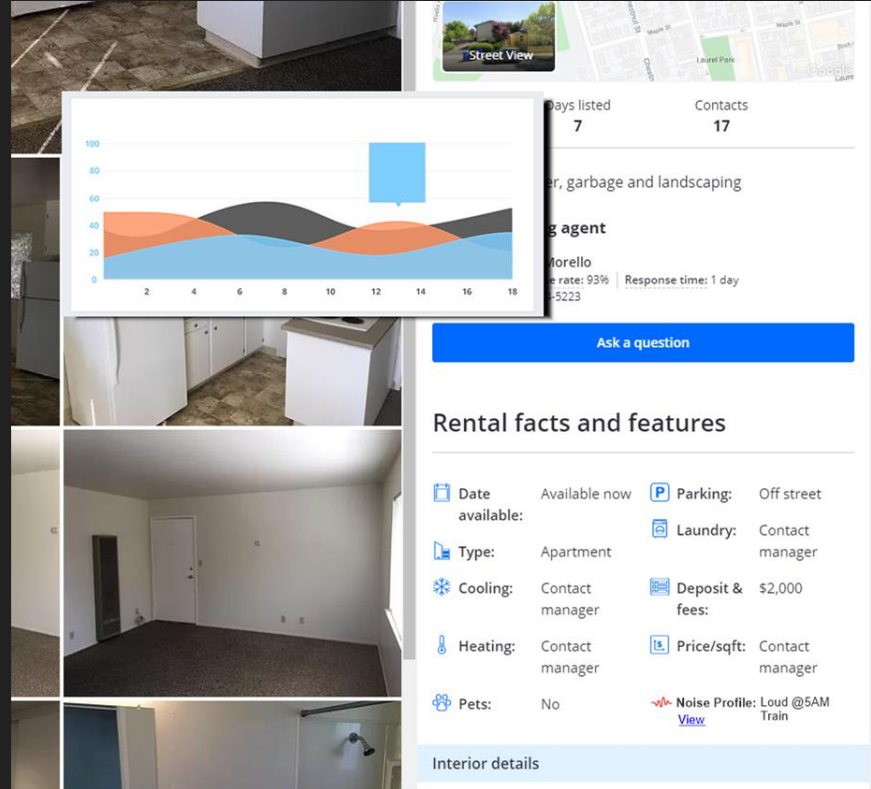 Maple St
Maple St
Chestnut St
Laurel Park
Street View
Google
Days listed
Contacts
7
17
100
80
60
40
20
0
2 4 6 8 10 12 14 16 18
er, garbage and landscaping
g agent
Morello
e rate: 93% Response time: 1 day
-5223
Ask a question
Rental facts and features
Date available: Available now
Parking: Off street
Laundry: Contact manager
Type: Apartment
Cooling: Contact manager
Deposit & fees: $2,000
Heating: Contact manager
Price/sqft: Contact manager
Pets: No
Noise Profile: Loud @5AM Train
View
Interior details